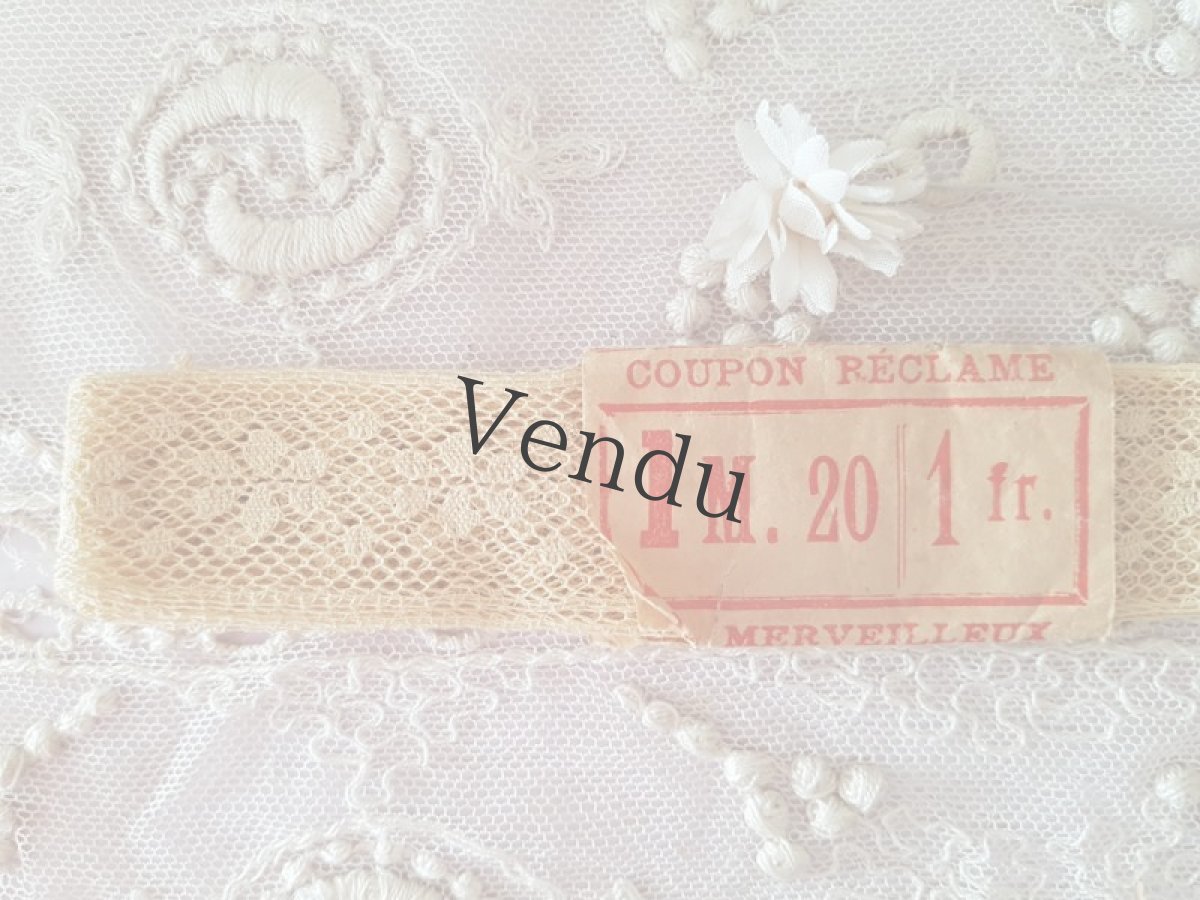 COUPON RÉCLAME
1 M. 20 1 fr.
MERVEILLEUX
Vendu